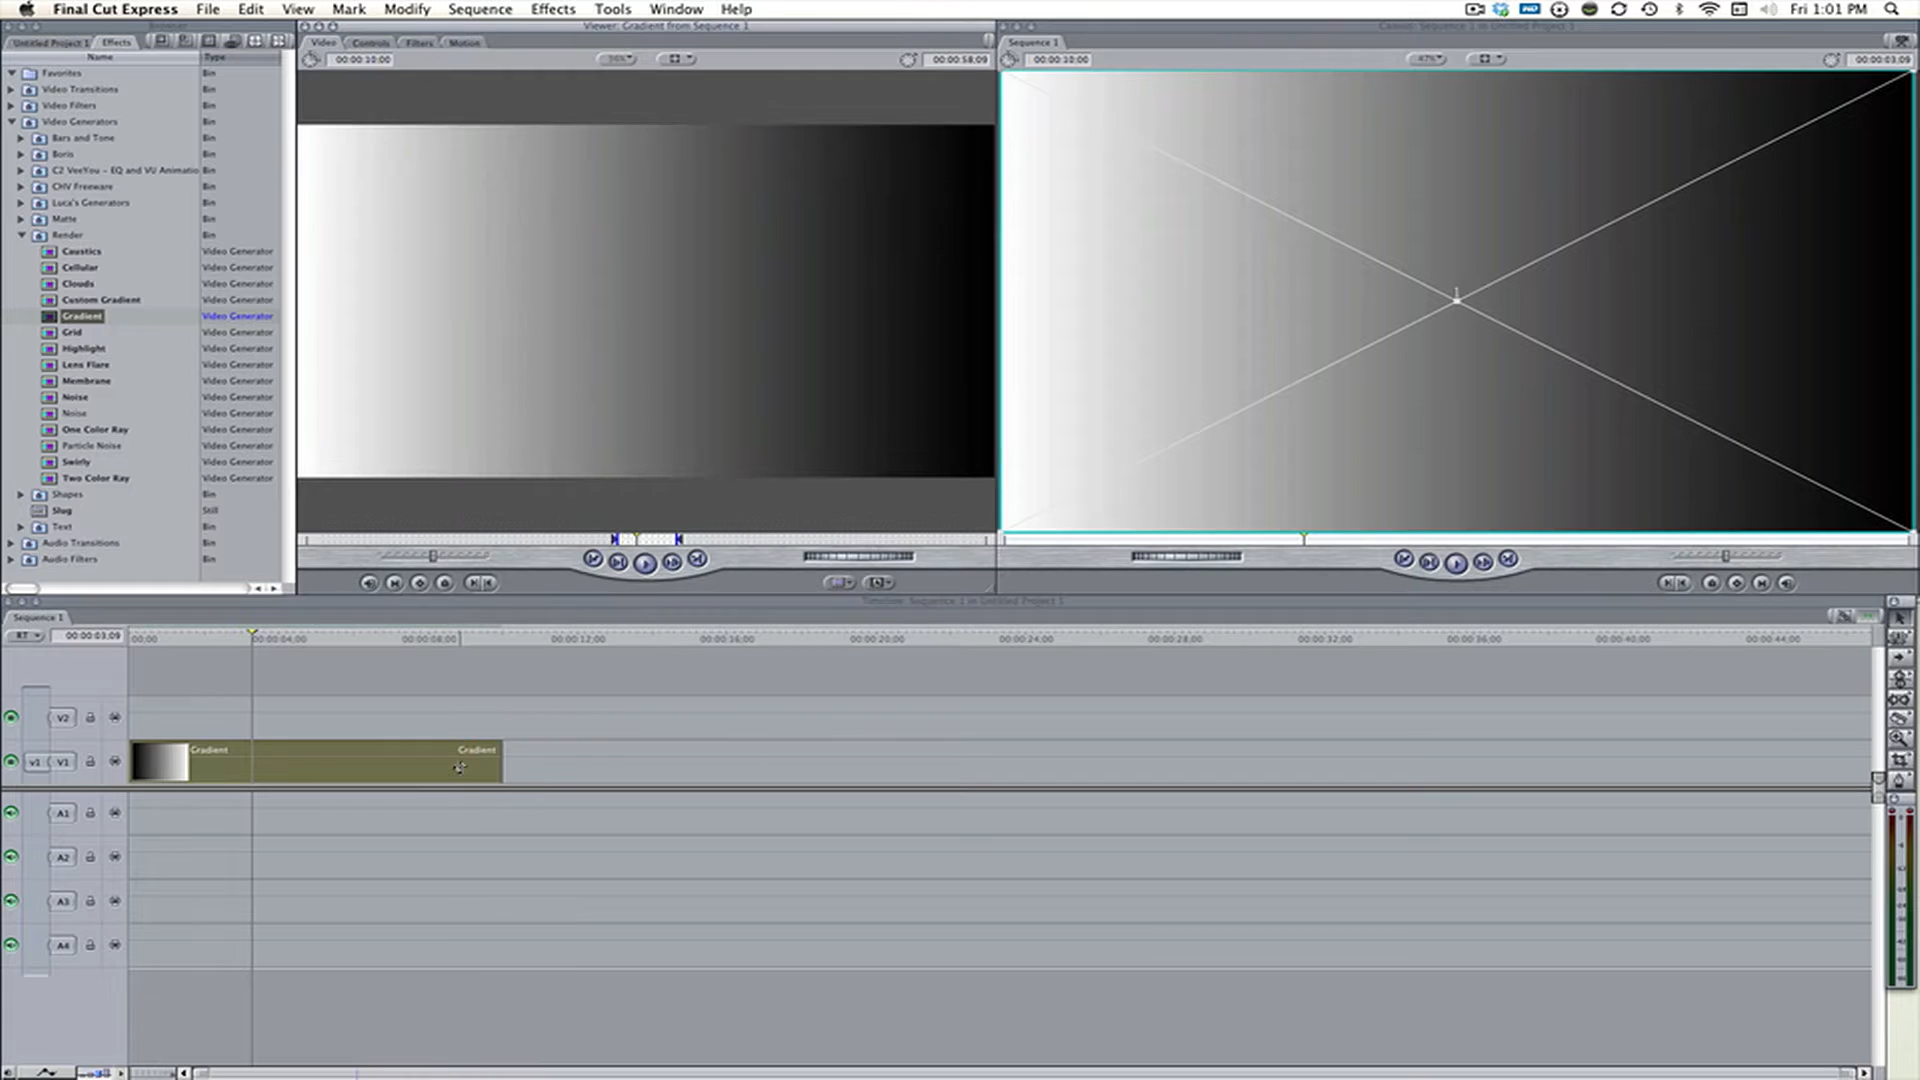 Final Cut Express File Edit View Mark Modify Sequence Effects Tools Window Help Fri 1:01 PM
Viewer: Gradient from Sequence 1
Canvas: Sequence 1 in Untitled Project 1
Untitled Project 1 Effects
Video Controls Filters Motion
Sequence 1
Name Type
00:00:10:00 00:00:58;09
00:00:10:00 47% 00:00:03;09
Favorites Bin
Video Transitions Bin
Video Filters Bin
Video Generators Bin
Bars and Tone Bin
Boris Bin
C2 VeeYou - EQ and VU Animatio Bin
CHV Freeware Bin
Luca's Generators Bin
Matte Bin
Render Bin
Caustics Video Generator
Cellular Video Generator
Clouds Video Generator
Custom Gradient Video Generator
Gradient Video Generator
Grid Video Generator
Highlight Video Generator
Lens Flare Video Generator
Membrane Video Generator
Noise Video Generator
Noise Video Generator
One Color Ray Video Generator
Particle Noise Video Generator
Swirly Video Generator
Two Color Ray Video Generator
Shapes Bin
Slug Still
Text Bin
Audio Transitions Bin
Audio Filters Bin
1
Timeline: Sequence 1 in Untitled Project 1
Sequence 1
RT 00:00:03;09 00;00 00:00:04;00 00:00:08;00 00:00:12;00 00:00:16;00 00:00:20;00 00:00:24;00 00:00:28;00 00:00:32;00 00:00:36;00 00:00:40;00 00:00:44;00
V2
v1 V1 Gradient Gradient
A1
A2
A3
A4